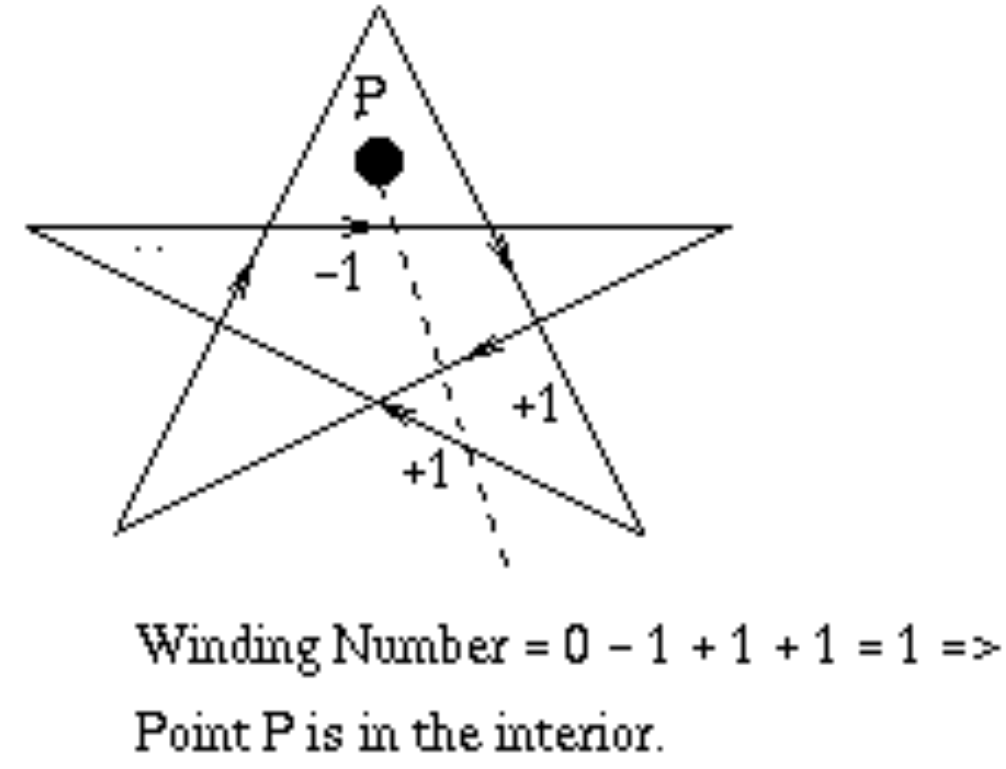 P
−1
+1
+1
Winding Number = 0 − 1 + 1 + 1 = 1 =>
Point P is in the interior.